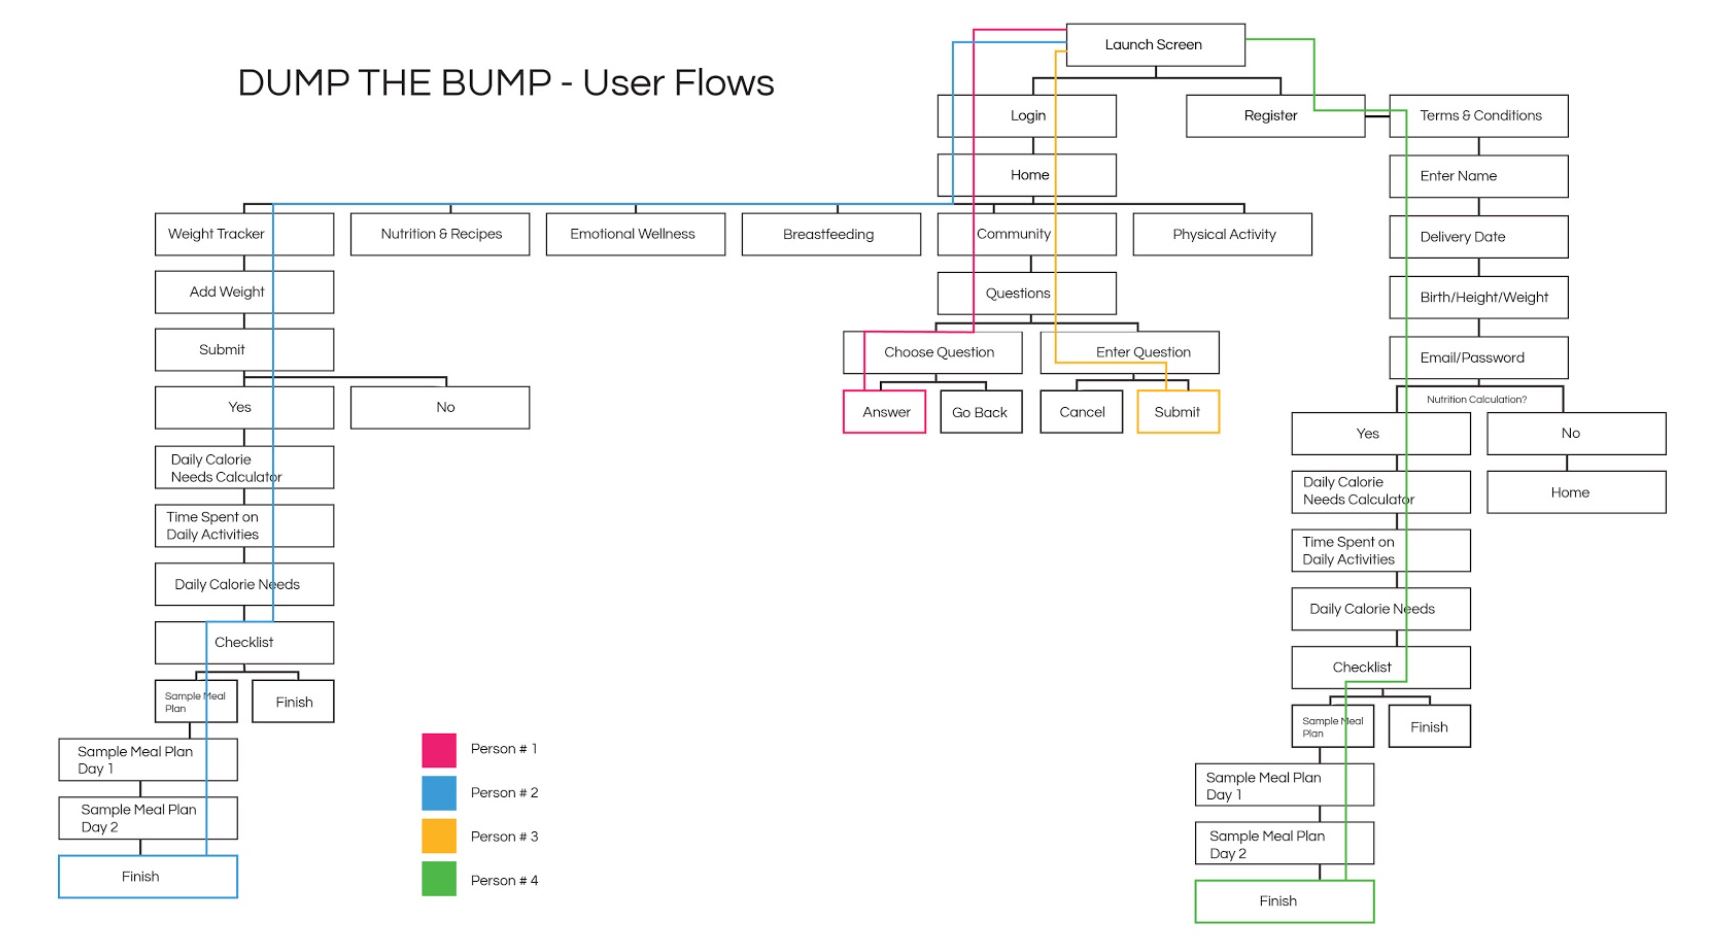 Launch Screen
DUMP THE BUMP - User Flows
Login
Register
Terms & Conditions
Home
Enter Name
Weight Tracker
Nutrition & Recipes
Emotional Wellness
Breastfeeding
Community
Physical Activity
Delivery Date
Add Weight
Questions
Birth/Height/Weight
Submit
Choose Question
Enter Question
Email/Password
Nutrition Calculation?
Yes
No
Answer
Go Back
Cancel
Submit
Yes
No
Daily Calorie
Needs Calculator
Daily Calorie
Needs Calculator
Home
Time Spent on
Daily Activities
Time Spent on
Daily Activities
Daily Calorie Needs
Daily Calorie Needs
Checklist
Checklist
Sample Meal
Plan
Finish
Sample Meal
Plan
Finish
Sample Meal Plan
Day 1
Person # 1
Sample Meal Plan
Day 1
Person # 2
Sample Meal Plan
Day 2
Person # 3
Sample Meal Plan
Day 2
Finish
Person # 4
Finish